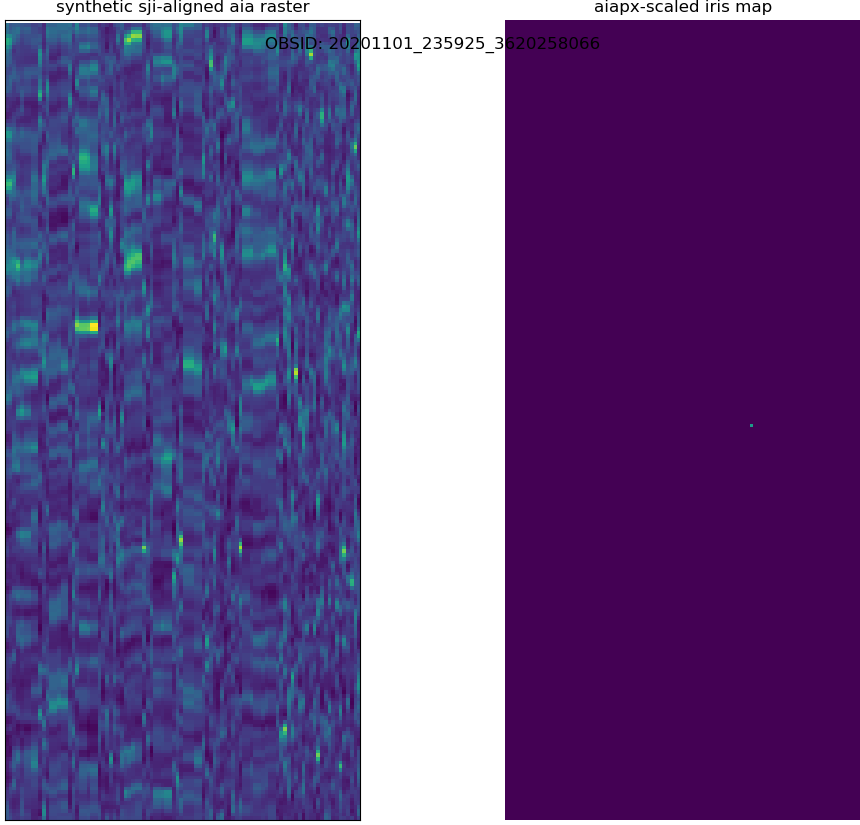 synthetic sji-aligned aia raster
aiapx-scaled iris map
OBSID: 20201101_235925_3620258066